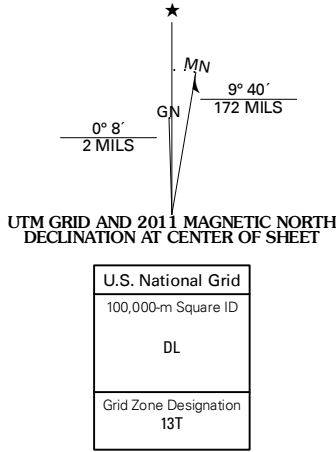 ★
MN
GN
9° 40´
172 MILS
0° 8´
2 MILS
UTM GRID AND 2011 MAGNETIC NORTH
DECLINATION AT CENTER OF SHEET
U.S. National Grid
100,000-m Square ID
DL
Grid Zone Designation
13T